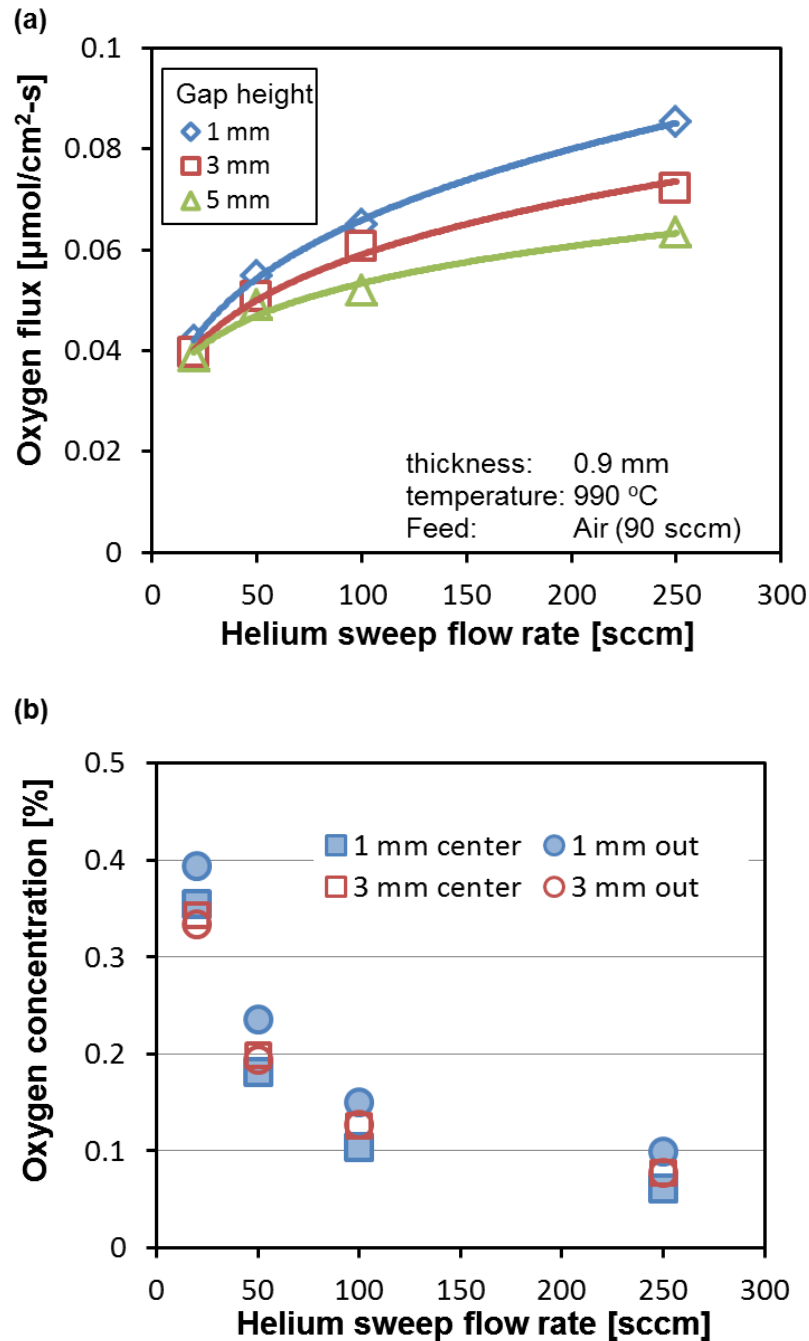 (a)
0.1
0.08
0.06
0.04
0.02
0
Oxygen flux [µmol/cm²-s]
Gap height
1 mm
3 mm
5 mm
thickness: 0.9 mm
temperature: 990 °C
Feed: Air (90 sccm)
0 50 100 150 200 250 300
Helium sweep flow rate [sccm]
(b)
0.5
0.4
0.3
0.2
0.1
0
Oxygen concentration [%]
1 mm center 1 mm out
3 mm center 3 mm out
0 50 100 150 200 250 300
Helium sweep flow rate [sccm]